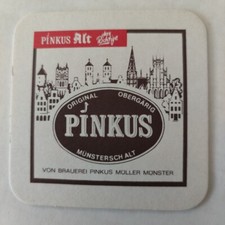 PINKUS Alt
ORIGINAL OBERGÄRIG
PINKUS
MÜNSTERSCH ALT
VON BRAUEREI PINKUS MÜLLER MÜNSTER